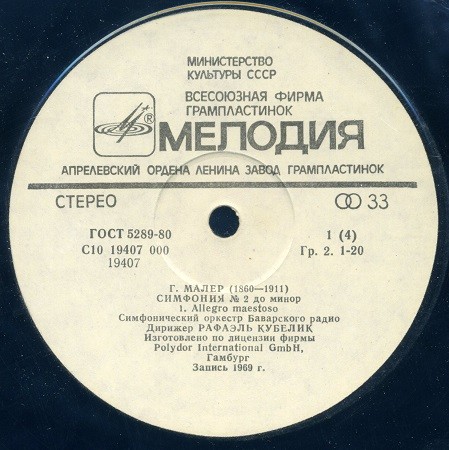 МИНИСТЕРСТВО
КУЛЬТУРЫ СССР
ВСЕСОЮЗНАЯ ФИРМА
ГРАМПЛАСТИНОК
®
МЕЛОДИЯ
АПРЕЛЕВСКИЙ ОРДЕНА ЛЕНИНА ЗАВОД ГРАМПЛАСТИНОК
СТЕРЕО 33
ГОСТ 5289-80 1 (4)
С10 19407 000 Гр. 2. 1-20
19407
Г. МАЛЕР (1860—1911)
СИМФОНИЯ № 2 до минор
1. Allegro maestoso
Симфонический оркестр Баварского радио
Дирижер РАФАЭЛЬ КУБЕЛИК
Изготовлено по лицензии фирмы
Polydor International GmbH,
Гамбург
Запись 1969 г.